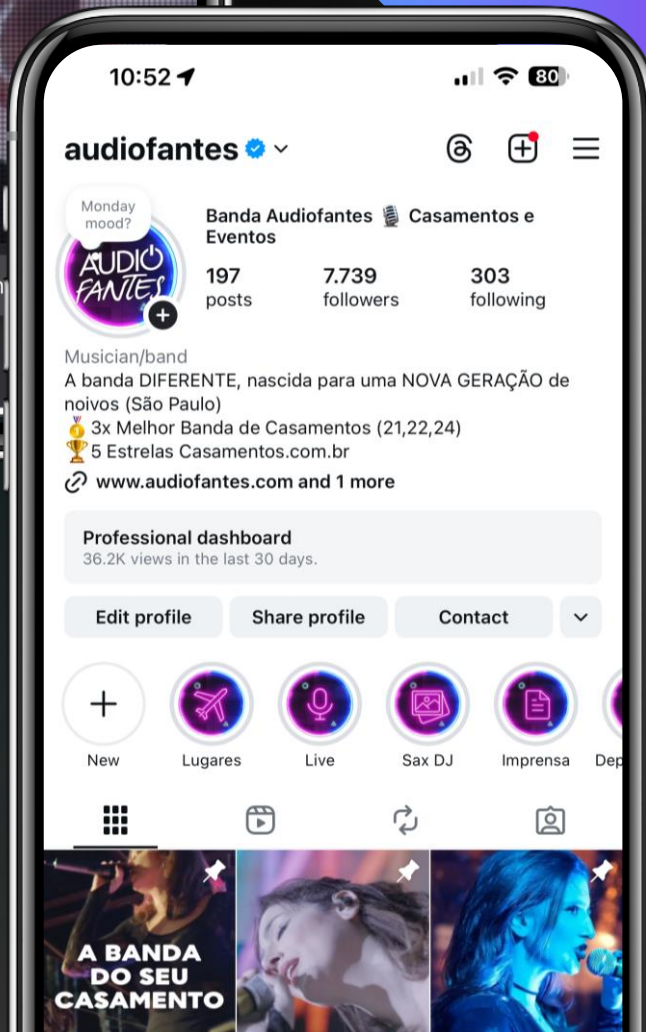 10:52
80
audiofantes
Monday
mood?
AUDIO
FANTES
Banda Audiofantes 🎙️ Casamentos e
Eventos
197 7.739 303
posts followers following
Musician/band
A banda DIFERENTE, nascida para uma NOVA GERAÇÃO de
noivos (São Paulo)
🥇 3x Melhor Banda de Casamentos (21,22,24)
🏆5 Estrelas Casamentos.com.br
www.audiofantes.com and 1 more
Professional dashboard
36.2K views in the last 30 days.
Edit profile Share profile Contact
New Lugares Live Sax DJ Imprensa Dep
A BANDA
DO SEU
CASAMENTO